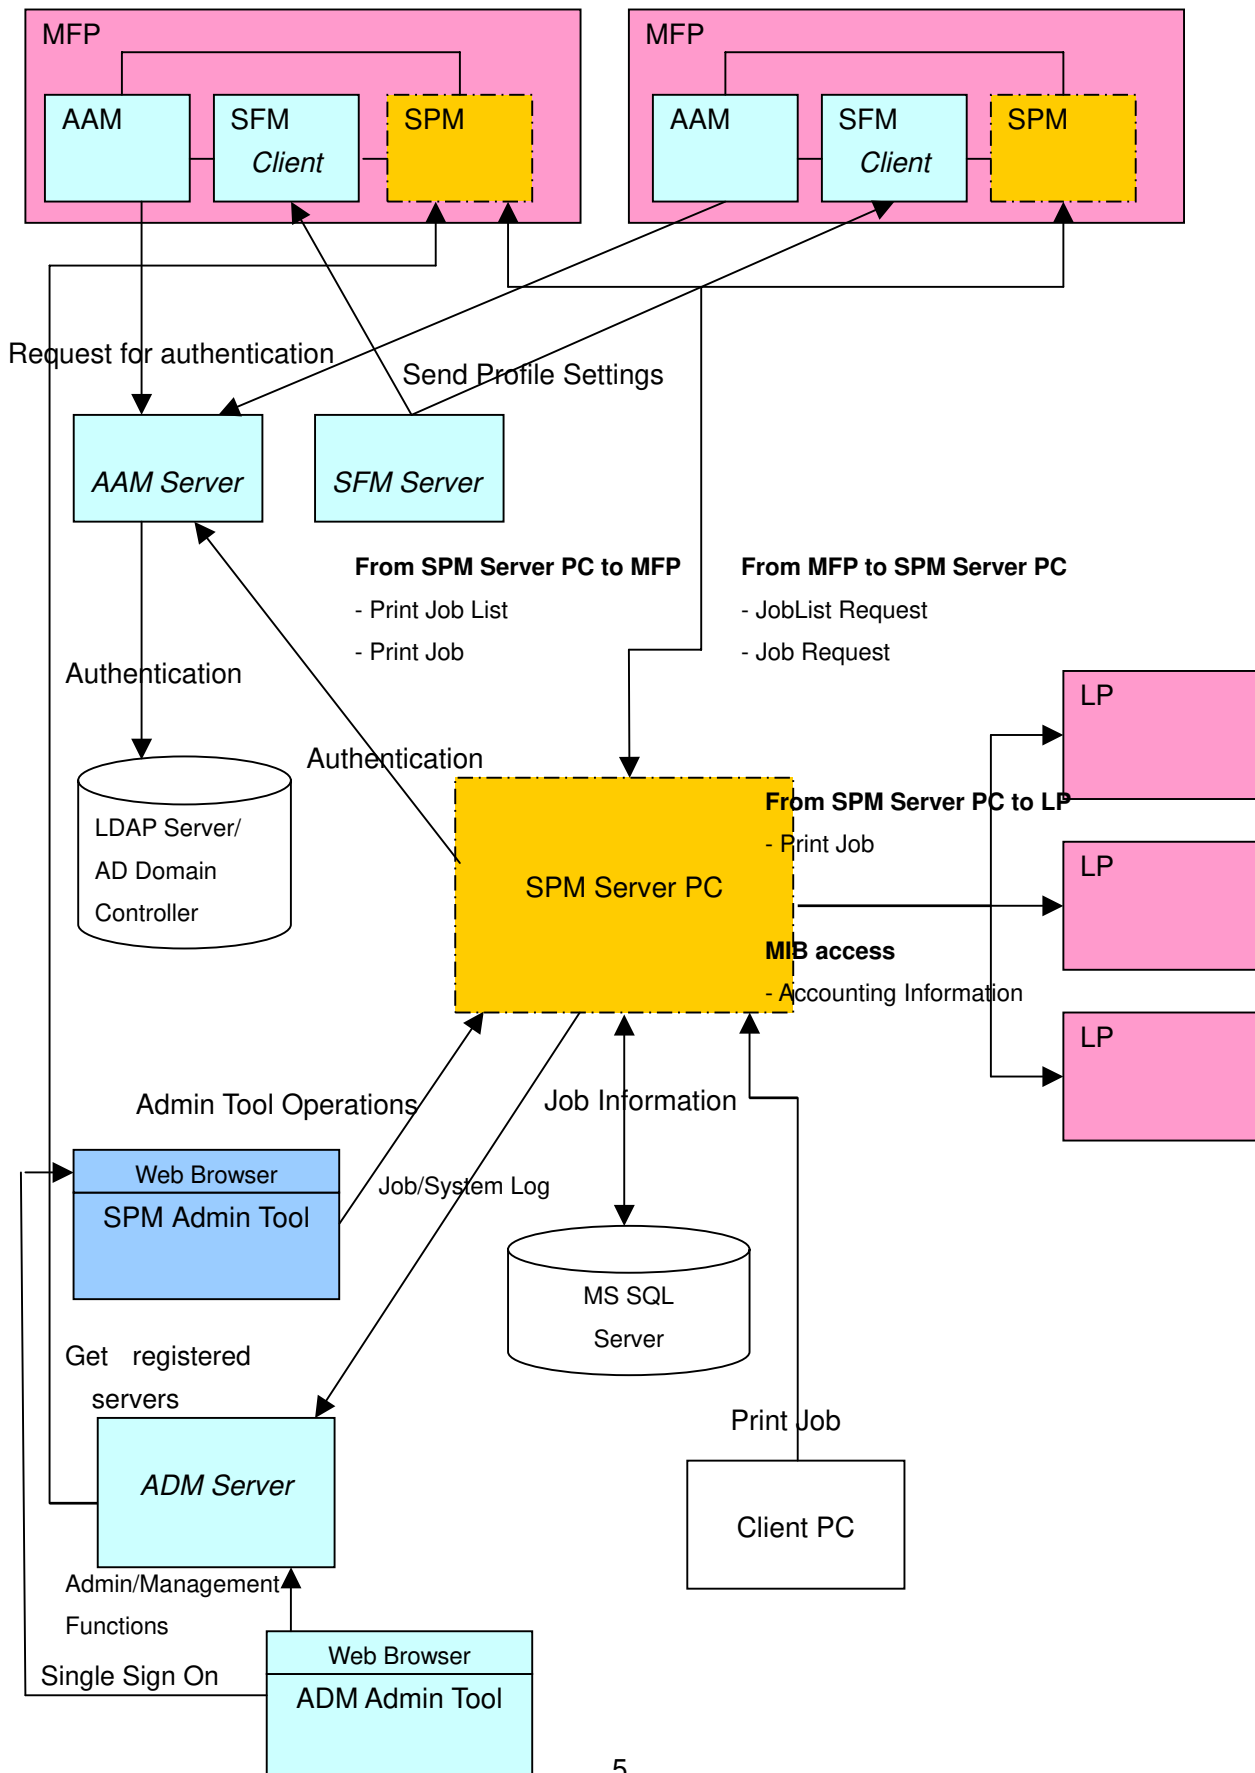 MFP
MFP
AAM
SFM
SPM
Client
AAM
SFM
SPM
Client
Request for authentication
Send Profile Settings
AAM Server
SFM Server
From SPM Server PC to MFP
- Print Job List
- Print Job
From MFP to SPM Server PC
- JobList Request
- Job Request
Authentication
LP
Authentication
LDAP Server/
AD Domain
Controller
From SPM Server PC to LP
- Print Job
LP
SPM Server PC
MIB access
- Accounting Information
LP
Admin Tool Operations
Job Information
Web Browser
SPM Admin Tool
Job/System Log
MS SQL
Server
Get registered
servers
Print Job
ADM Server
Client PC
Admin/Management
Functions
Web Browser
Single Sign On
ADM Admin Tool
5